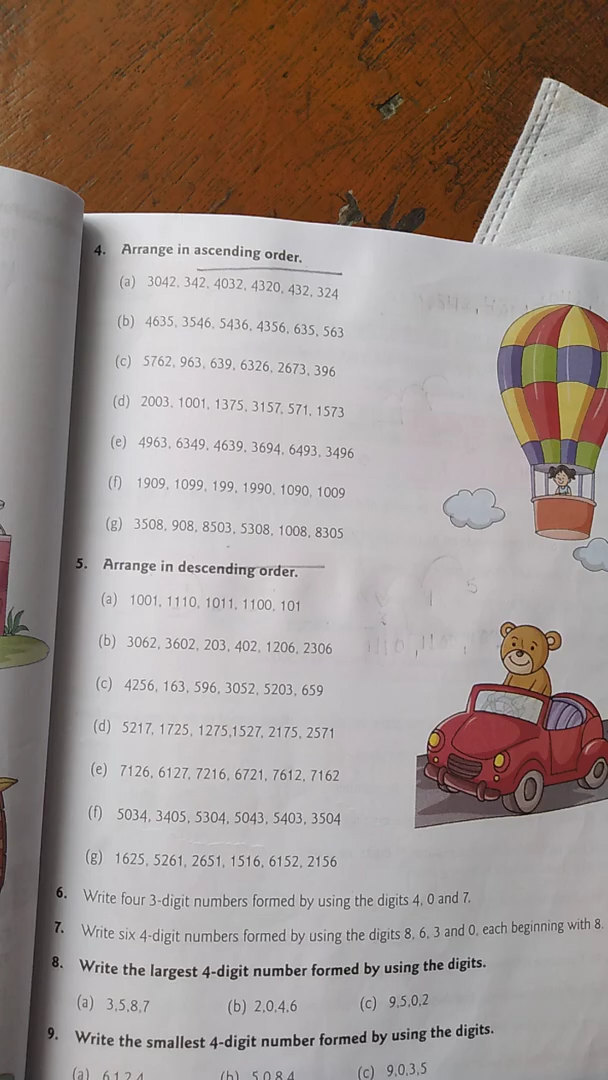 4. Arrange in ascending order.
(a) 3042, 342, 4032, 4320, 432, 324
(b) 4635, 3546, 5436, 4356, 635, 563
(c) 5762, 963, 639, 6326, 2673, 396
(d) 2003, 1001, 1375, 3157, 571, 1573
(e) 4963, 6349, 4639, 3694, 6493, 3496
(f) 1909, 1099, 199, 1990, 1090, 1009
(g) 3508, 908, 8503, 5308, 1008, 8305
5. Arrange in descending order.
(a) 1001, 1110, 1011, 1100, 101
(b) 3062, 3602, 203, 402, 1206, 2306
(c) 4256, 163, 596, 3052, 5203, 659
(d) 5217, 1725, 1275,1527, 2175, 2571
(e) 7126, 6127, 7216, 6721, 7612, 7162
(f) 5034, 3405, 5304, 5043, 5403, 3504
(g) 1625, 5261, 2651, 1516, 6152, 2156
6. Write four 3-digit numbers formed by using the digits 4, 0 and 7.
7. Write six 4-digit numbers formed by using the digits 8, 6, 3 and 0, each beginning with 8.
8. Write the largest 4-digit number formed by using the digits.
(a) 3,5,8,7 (b) 2,0,4,6 (c) 9,5,0,2
9. Write the smallest 4-digit number formed by using the digits.
(a) 6,1,2,4 (b) 5,0,8,4 (c) 9,0,3,5